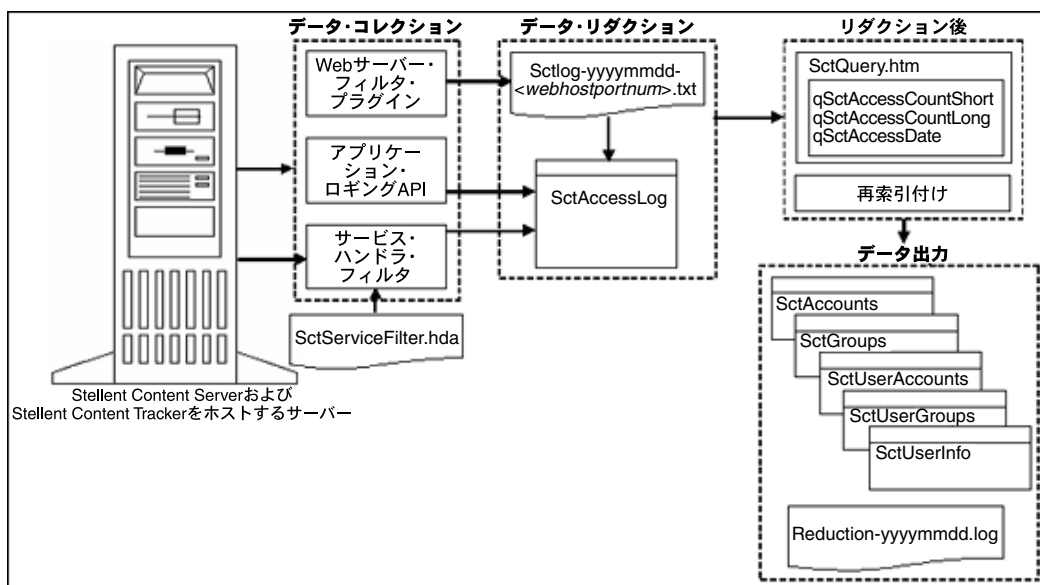 データ・コレクション
Webサーバー・
フィルタ・
プラグイン
アプリケー
ション・
ロギングAPI
サービス・
ハンドラ・
フィルタ
SctServiceFilter.hda
Stellent Content Serverおよび
Stellent Content Trackerをホストするサーバー
データ・リダクション
Sctlog-yyyymmdd-
<webhostportnum>.txt
SctAccessLog
リダクション後
SctQuery.htm
qSctAccessCountShort
qSctAccessCountLong
qSctAccessDate
再索引付け
データ出力
SctAccounts
SctGroups
SctUserAccounts
SctUserGroups
SctUserInfo
Reduction-yyyymmdd.log